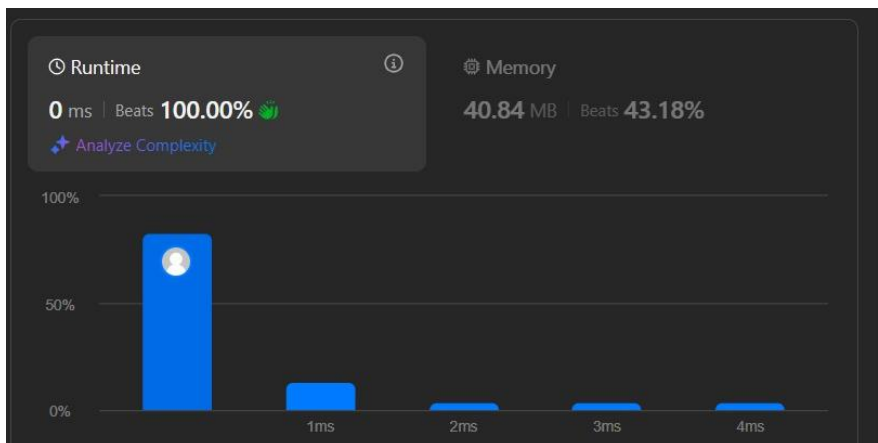 Runtime
0 ms | Beats 100.00%
Analyze Complexity
Memory
40.84 MB | Beats 43.18%
100%
50%
0%
1ms 2ms 3ms 4ms